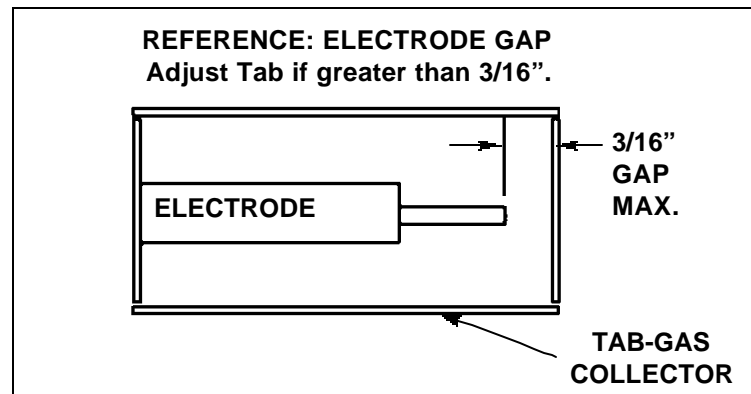 REFERENCE: ELECTRODE GAP
Adjust Tab if greater than 3/16”.
3/16”
GAP
MAX.
ELECTRODE
TAB-GAS
COLLECTOR